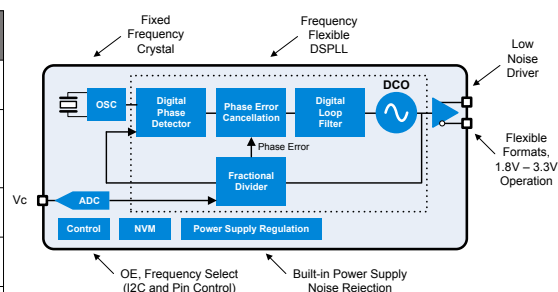 Fixed
Frequency
Crystal
Frequency
Flexible
DSPLL
Low
Noise
Driver
OSC
Digital
Phase
Detector
Phase Error
Cancellation
Digital
Loop
Filter
DCO
Flexible
Formats,
1.8V – 3.3V
Operation
Phase Error
Fractional
Divider
Vc
ADC
Control
NVM
Power Supply Regulation
OE, Frequency Select
(I2C and Pin Control)
Built-in Power Supply
Noise Rejection